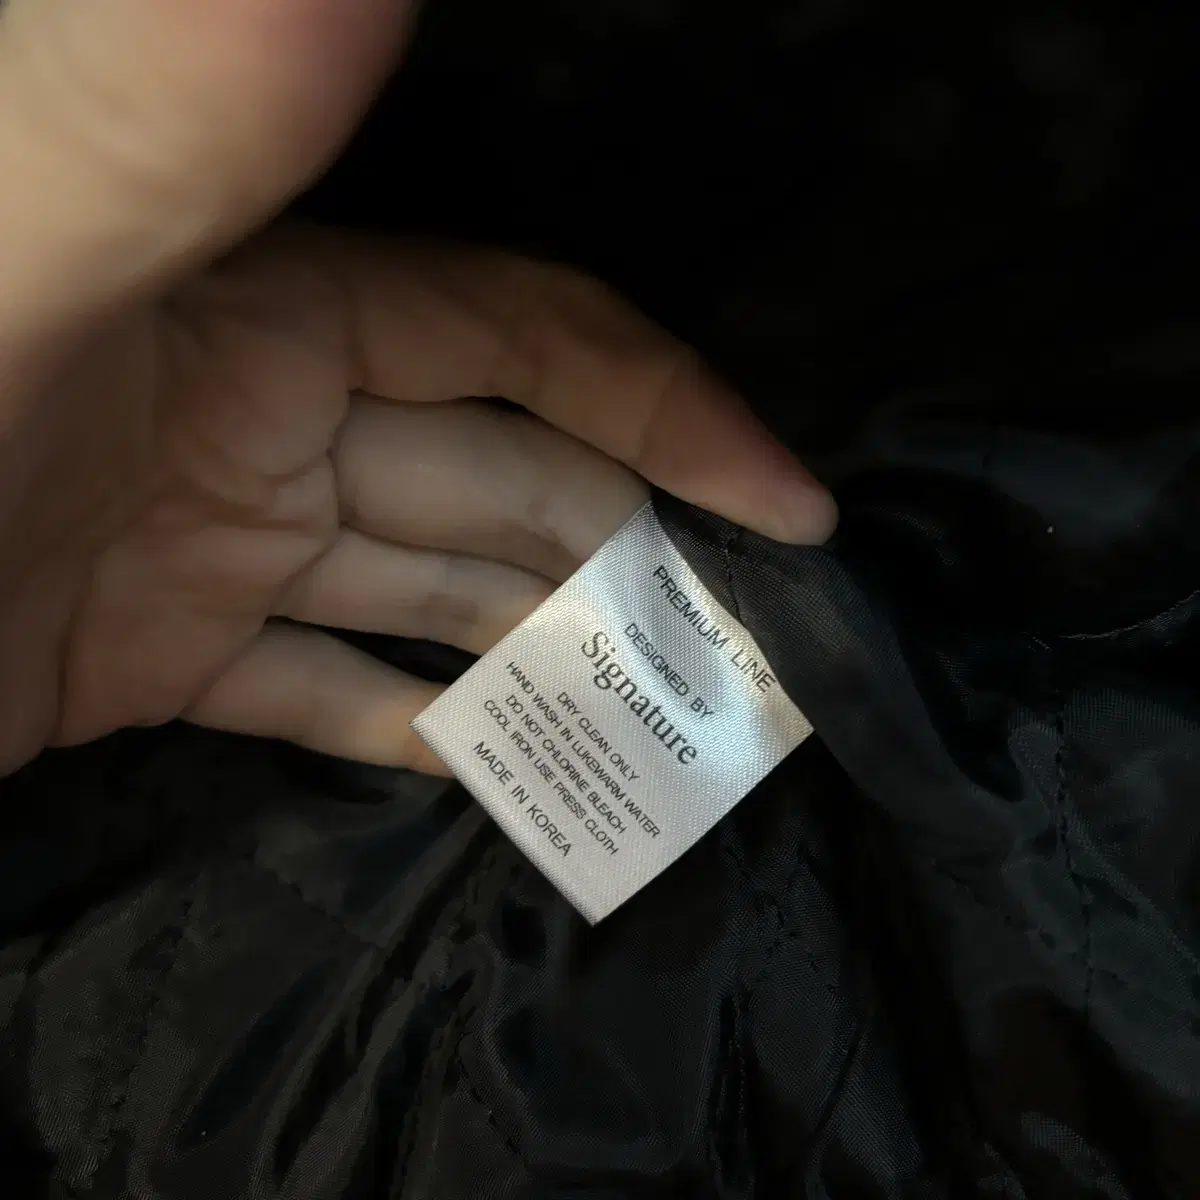 PREMIUM LINE
DESIGNED BY
Signature
DRY CLEAN ONLY
HAND WASH IN LUKEWARM WATER
DO NOT CHLORINE BLEACH
COOL IRON USE PRESS CLOTH
MADE IN KOREA